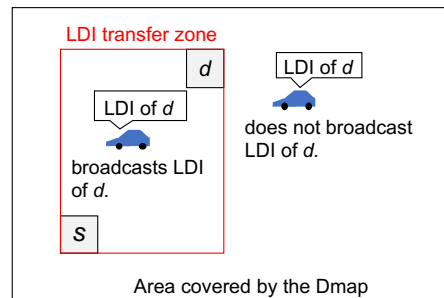 LDI transfer zone
d
LDI of d
LDI of d
does not broadcast
LDI of d.
broadcasts LDI
of d.
s
Area covered by the Dmap